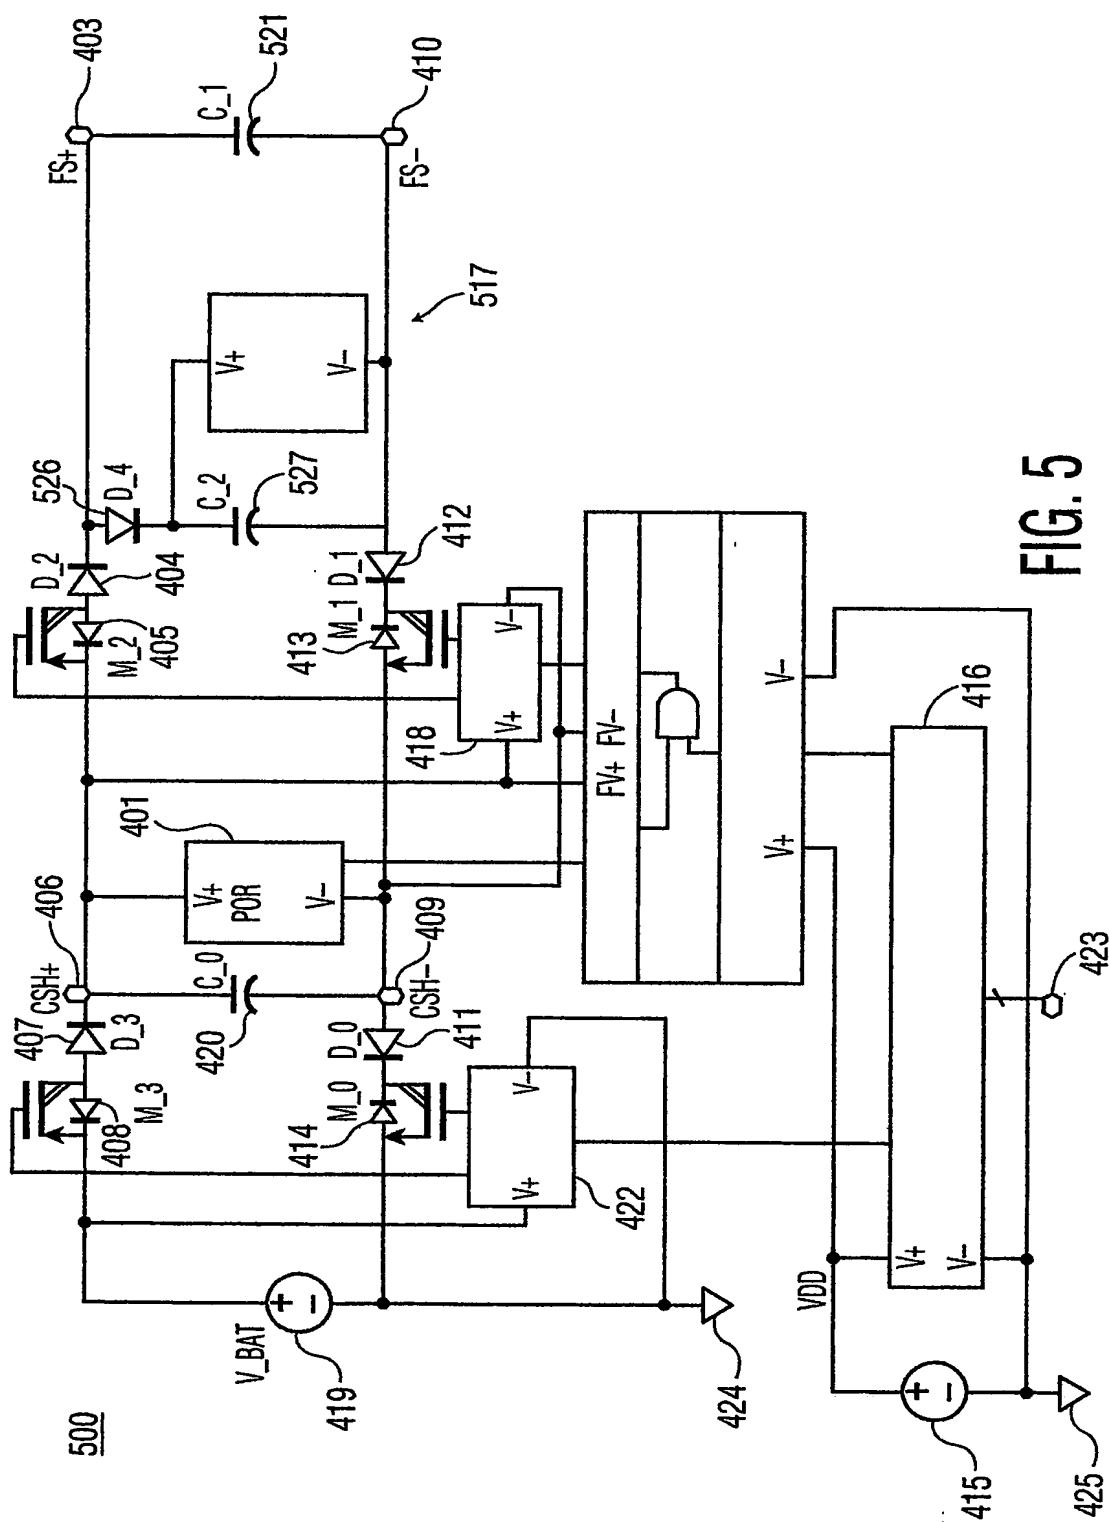 500
V_BAT
+
−
419
424
VDD
+
−
415
425
M_3
408
407
D_3
CSH+
406
C_0
420
M_0
414
D_0
411
CSH−
409
V+
V−
422
V+
POR
V−
401
M_2
405
D_2
404
526
D_4
C_2
527
M_1
413
D_1
412
V+
V−
418
V+
V−
517
FS+
403
C_1
521
FS−
410
FV+ FV−
V+
V−
V+
V−
416
423
FIG. 5